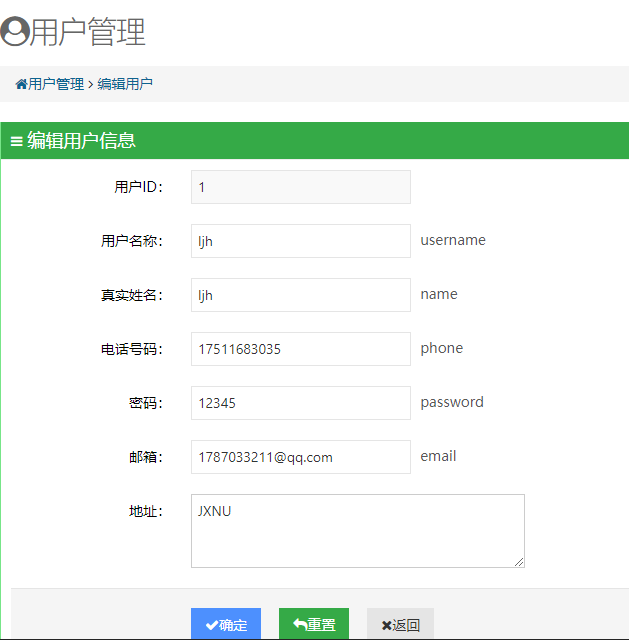 用户管理
用户管理 > 编辑用户
编辑用户信息
用户ID： 1
用户名称： ljh username
真实姓名： ljh name
电话号码： 17511683035 phone
密码： 12345 password
邮箱： 1787033211@qq.com email
地址： JXNU
确定 重置 返回